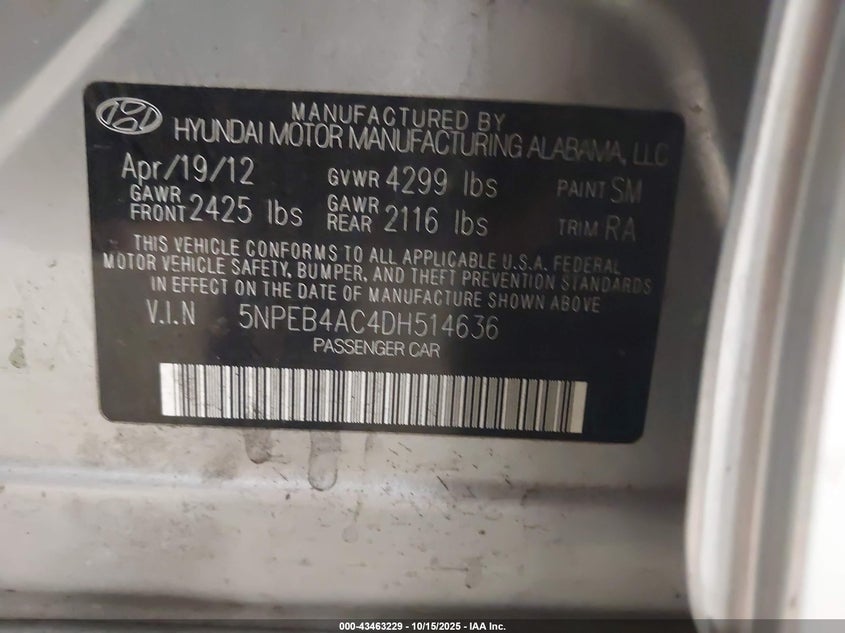 MANUFACTURED BY
HYUNDAI MOTOR MANUFACTURING ALABAMA, LLC
Apr/19/12 GVWR 4299 lbs PAINT SM
GAWR FRONT 2425 lbs GAWR REAR 2116 lbs TRIM RA
THIS VEHICLE CONFORMS TO ALL APPLICABLE U.S.A. FEDERAL
MOTOR VEHICLE SAFETY, BUMPER, AND THEFT PREVENTION STANDARDS
IN EFFECT ON THE DATE OF MANUFACTURE SHOWN ABOVE
V.I.N 5NPEB4AC4DH514636
PASSENGER CAR
000-43463229 - 10/15/2025 - IAA Inc.